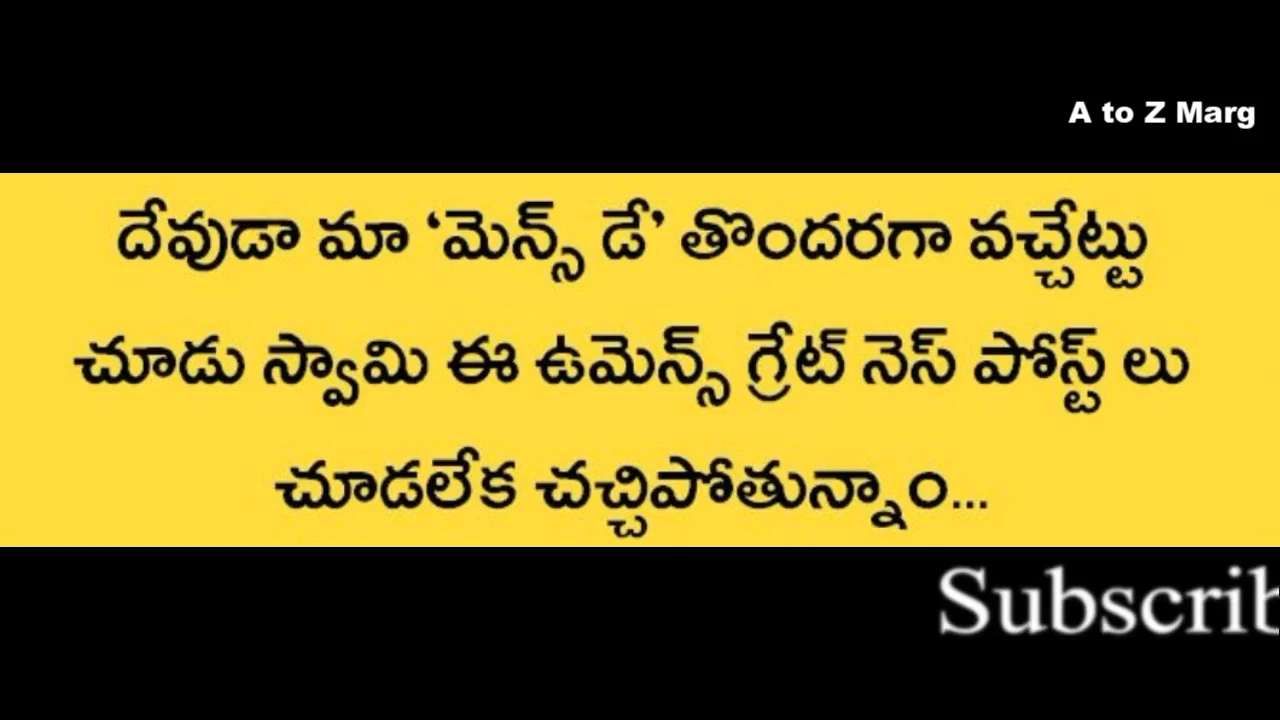 A to Z Marg
దేవుడా మా ‘మెన్స్ డే’ తొందరగా వచ్చేట్టు
చూడు స్వామి ఈ ఉమెన్స్ గ్రేట్ నెస్ పోస్ట్ లు
చూడలేక చచ్చిపోతున్నాం...
Subscrib